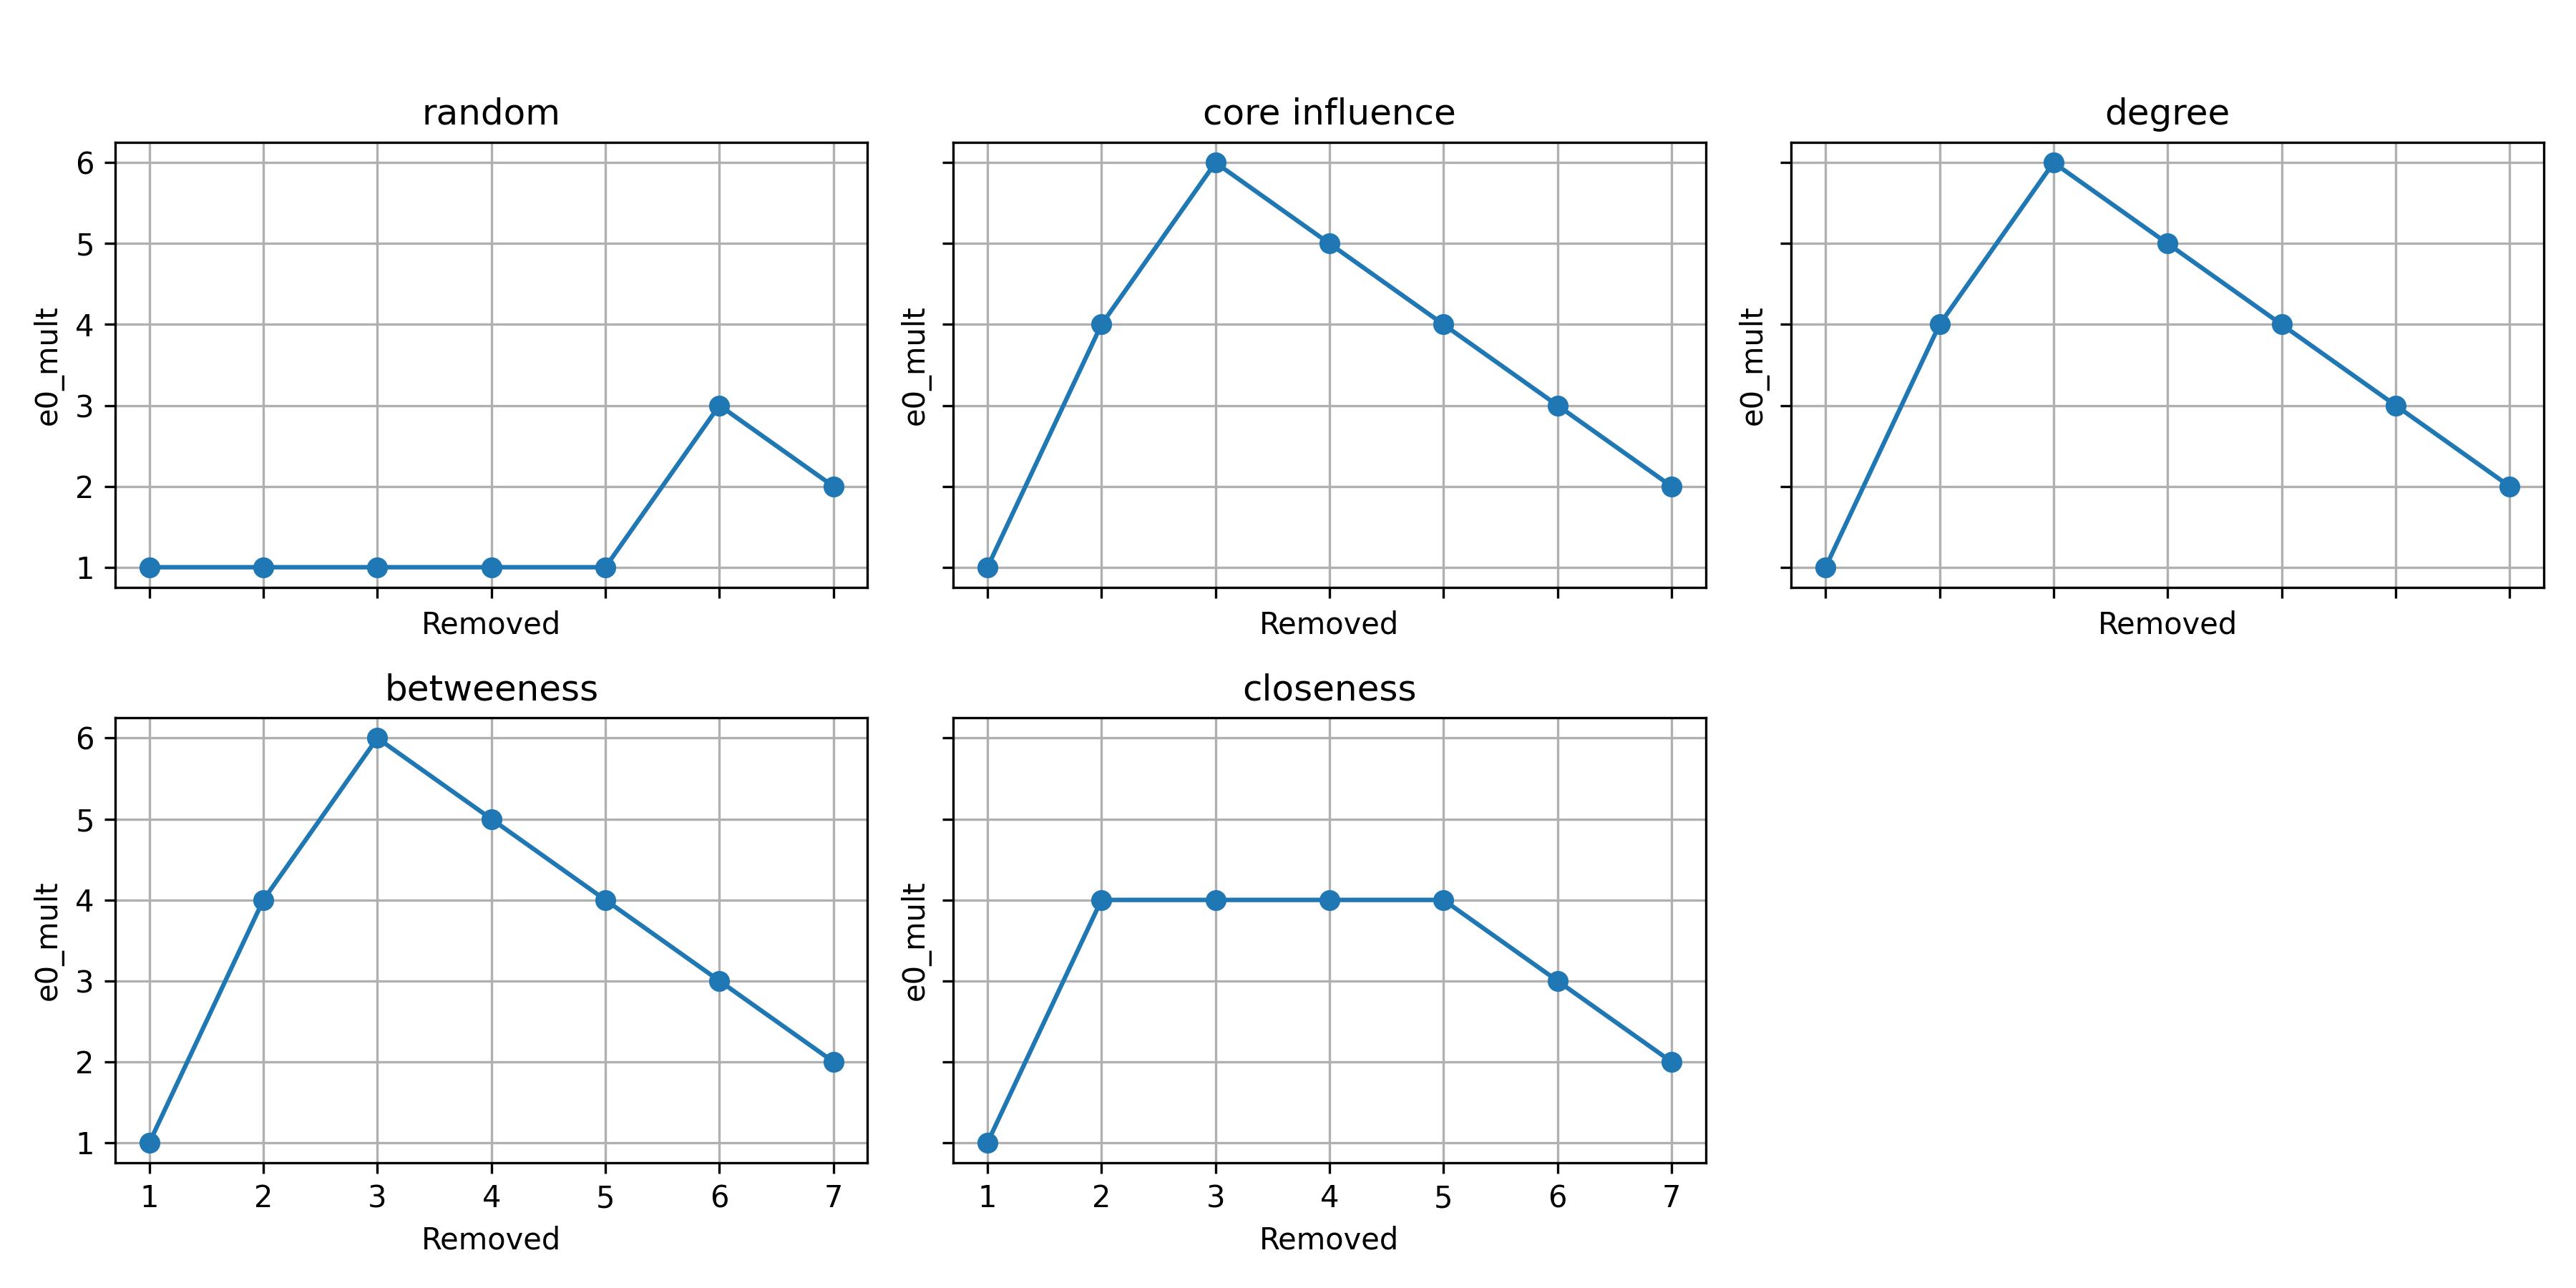 random
6
5
4
3
2
1
e0_mult
Removed
core influence
e0_mult
Removed
degree
e0_mult
Removed
betweeness
6
5
4
3
2
1
e0_mult
1 2 3 4 5 6 7
Removed
closeness
e0_mult
1 2 3 4 5 6 7
Removed